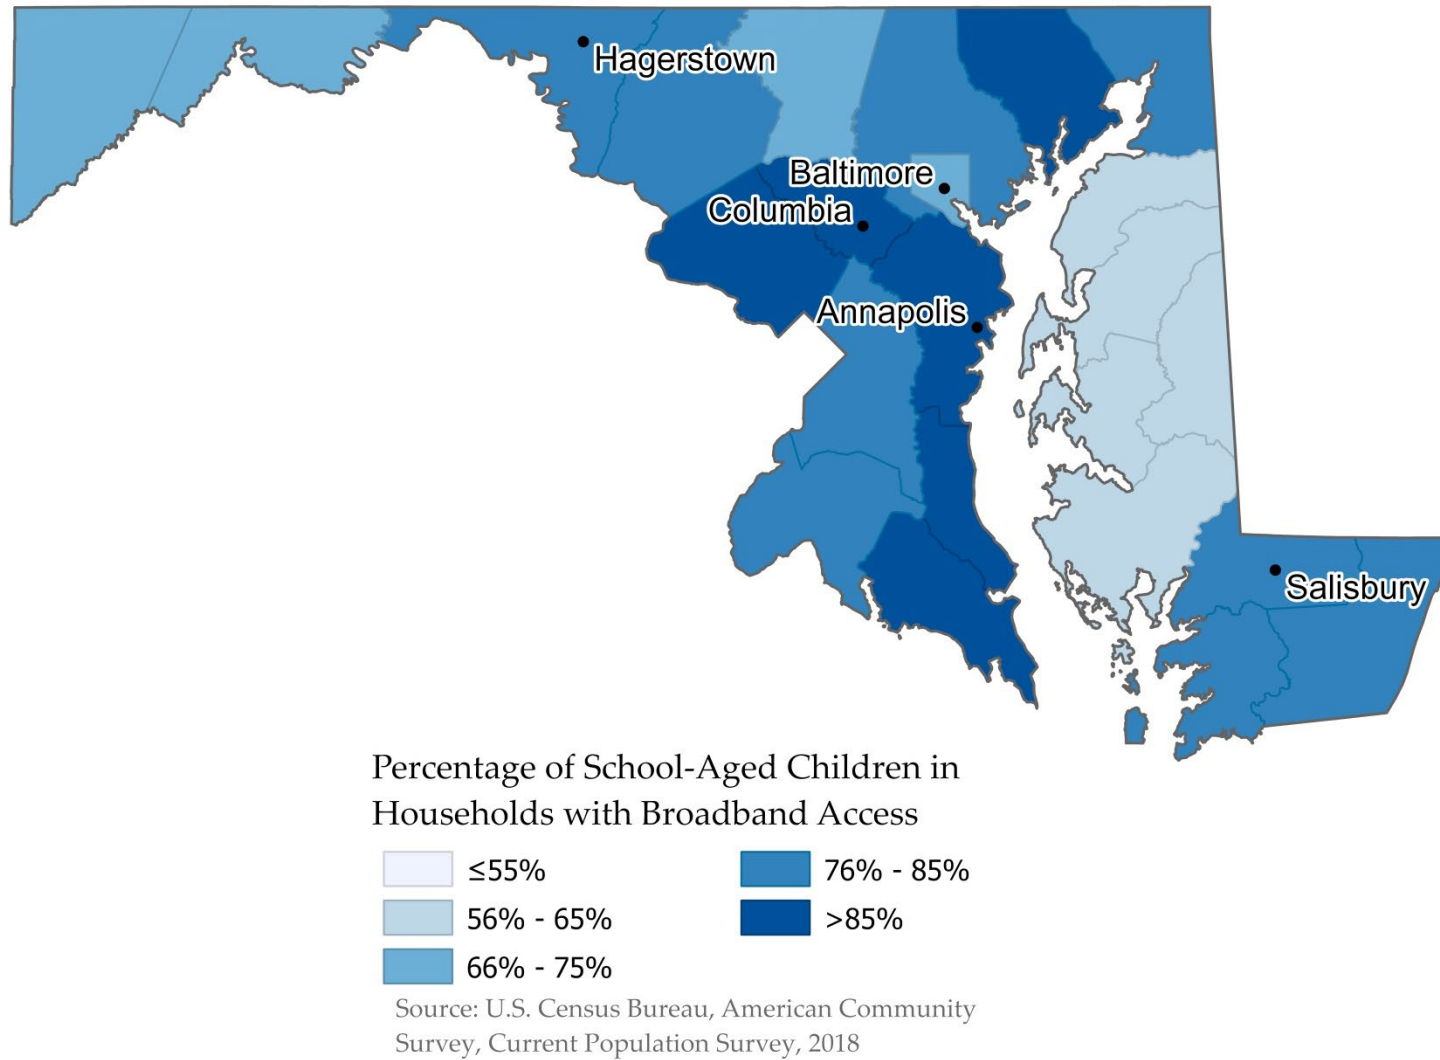 Hagerstown
Baltimore
Columbia
Annapolis
Salisbury
Percentage of School-Aged Children in
Households with Broadband Access
≤55%
56% - 65%
66% - 75%
76% - 85%
>85%
Source: U.S. Census Bureau, American Community
Survey, Current Population Survey, 2018